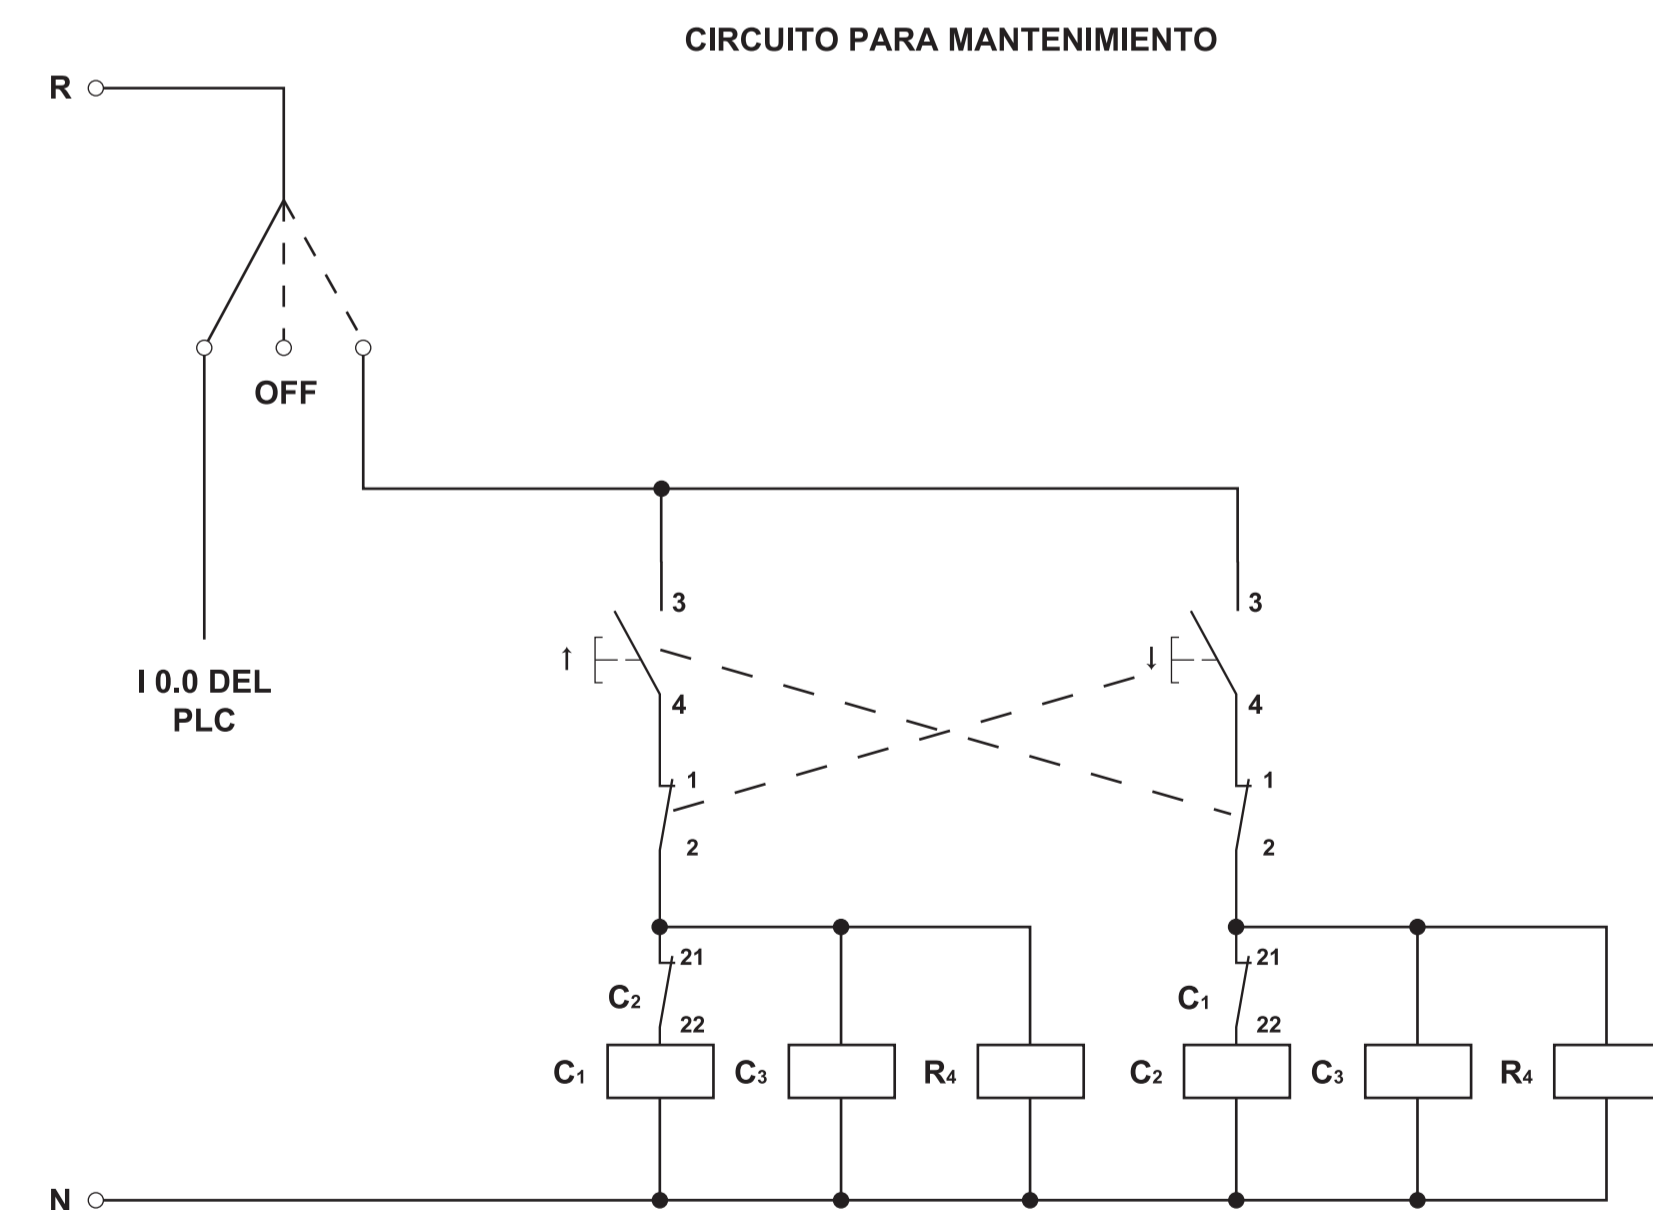 CIRCUITO PARA MANTENIMIENTO
R
OFF
I 0.0 DEL
PLC
3
3
↑
↓
4
4
1
1
2
2
21
21
C2
C1
22
22
C1
C3
R4
C2
C3
R4
N